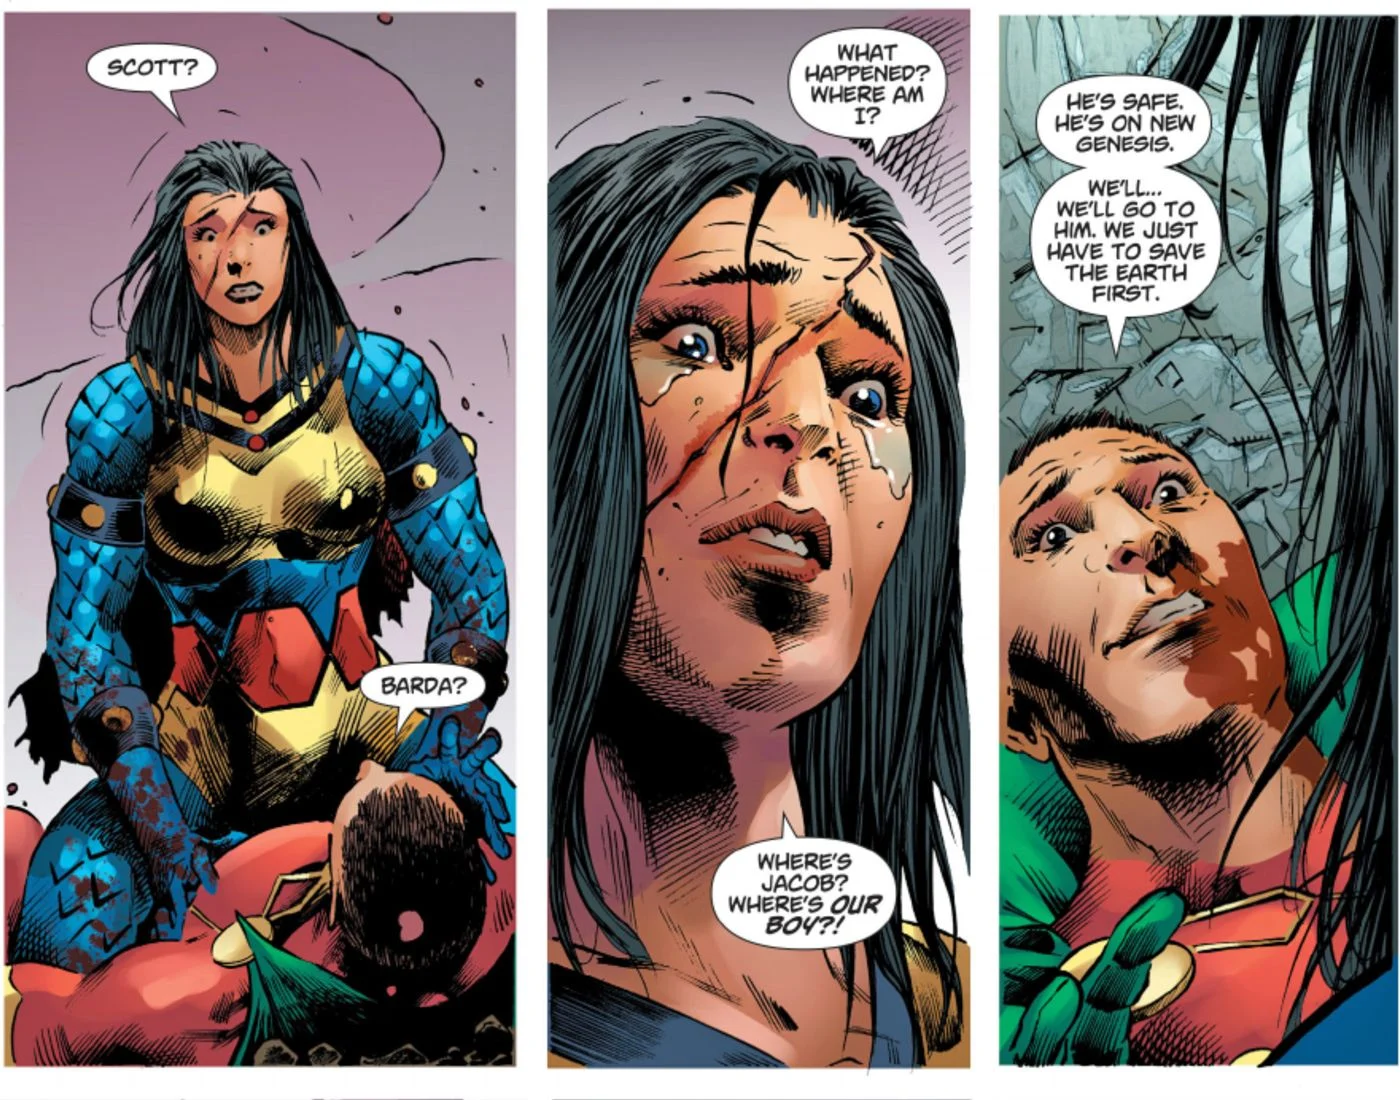 SCOTT?
BARDA?
WHAT
HAPPENED?
WHERE AM
I?
WHERE'S
JACOB?
WHERE'S OUR
BOY?!
HE'S SAFE.
HE'S ON NEW
GENESIS.
WE'LL...
WE'LL GO TO
HIM. WE JUST
HAVE TO SAVE
THE EARTH
FIRST.